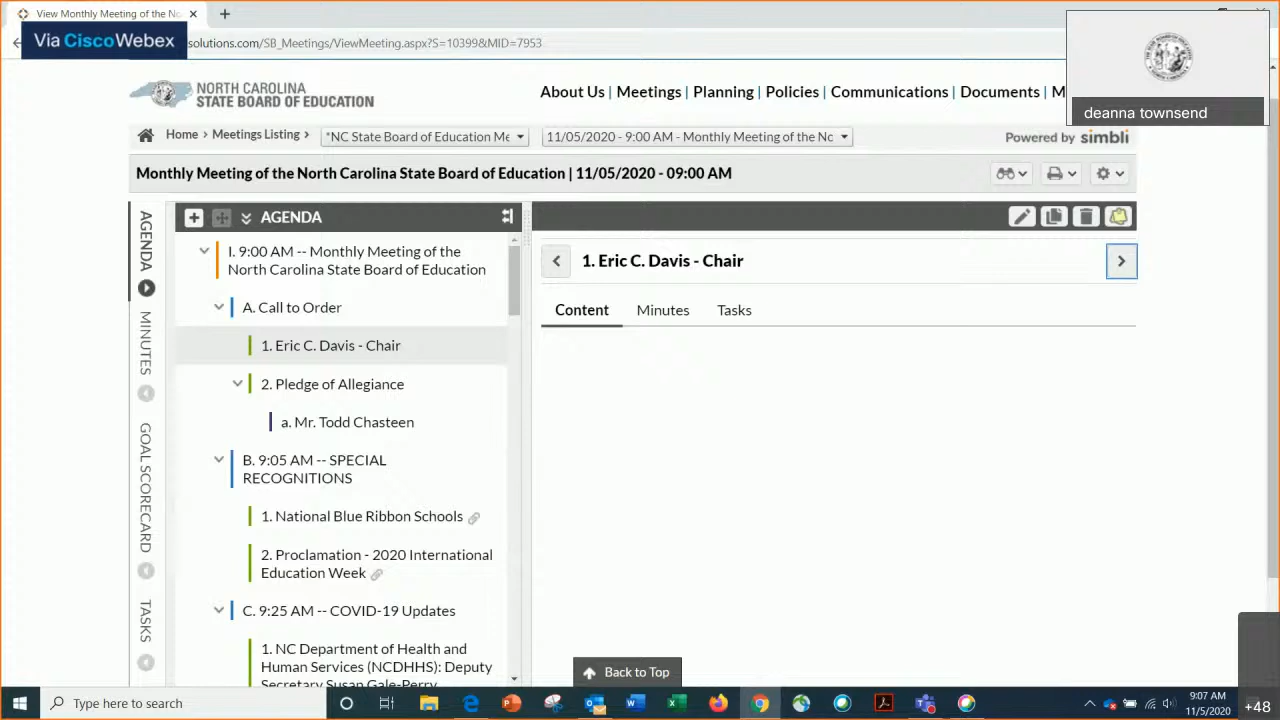 View Monthly Meeting of the No
Via Cisco Webex
solutions.com/SB_Meetings/ViewMeeting.aspx?S=10399&MID=7953
deanna townsend
NORTH CAROLINA
STATE BOARD OF EDUCATION
About Us | Meetings | Planning | Policies | Communications | Documents | M
Home > Meetings Listing >
*NC State Board of Education Me
11/05/2020 - 9:00 AM - Monthly Meeting of the Nc
Powered by simbli
Monthly Meeting of the North Carolina State Board of Education | 11/05/2020 - 09:00 AM
AGENDA
MINUTES
GOAL SCORECARD
TASKS
AGENDA
I. 9:00 AM -- Monthly Meeting of the
North Carolina State Board of Education
A. Call to Order
1. Eric C. Davis - Chair
2. Pledge of Allegiance
a. Mr. Todd Chasteen
B. 9:05 AM -- SPECIAL
RECOGNITIONS
1. National Blue Ribbon Schools
2. Proclamation - 2020 International
Education Week
C. 9:25 AM -- COVID-19 Updates
1. NC Department of Health and
Human Services (NCDHHS): Deputy
Secretary Susan Gale-Perry
1. Eric C. Davis - Chair
Content
Minutes
Tasks
Back to Top
Type here to search
9:07 AM
11/5/2020
+48